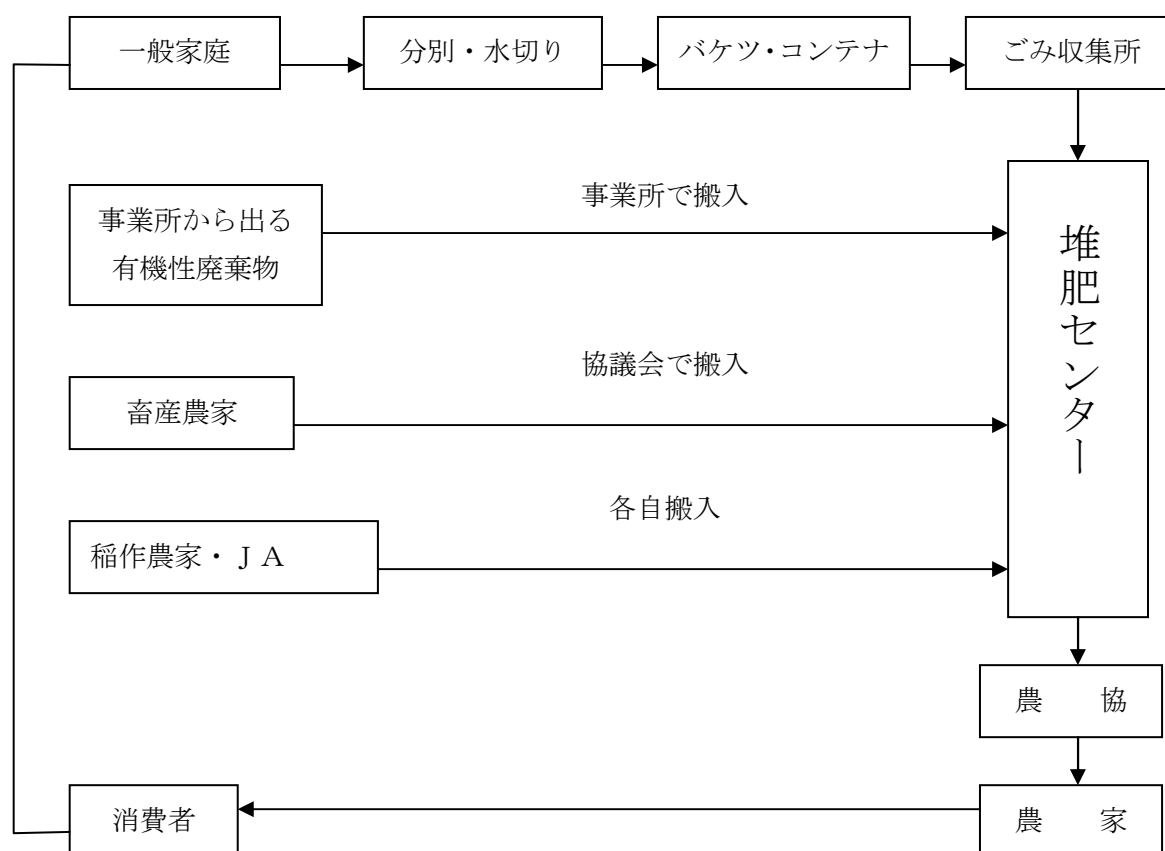 一般家庭
分別・水切り
バケツ・コンテナ
ごみ収集所
事業所から出る
有機性廃棄物
事業所で搬入
堆肥センター
畜産農家
協議会で搬入
稲作農家・ＪＡ
各自搬入
農　　協
消費者
農　　家